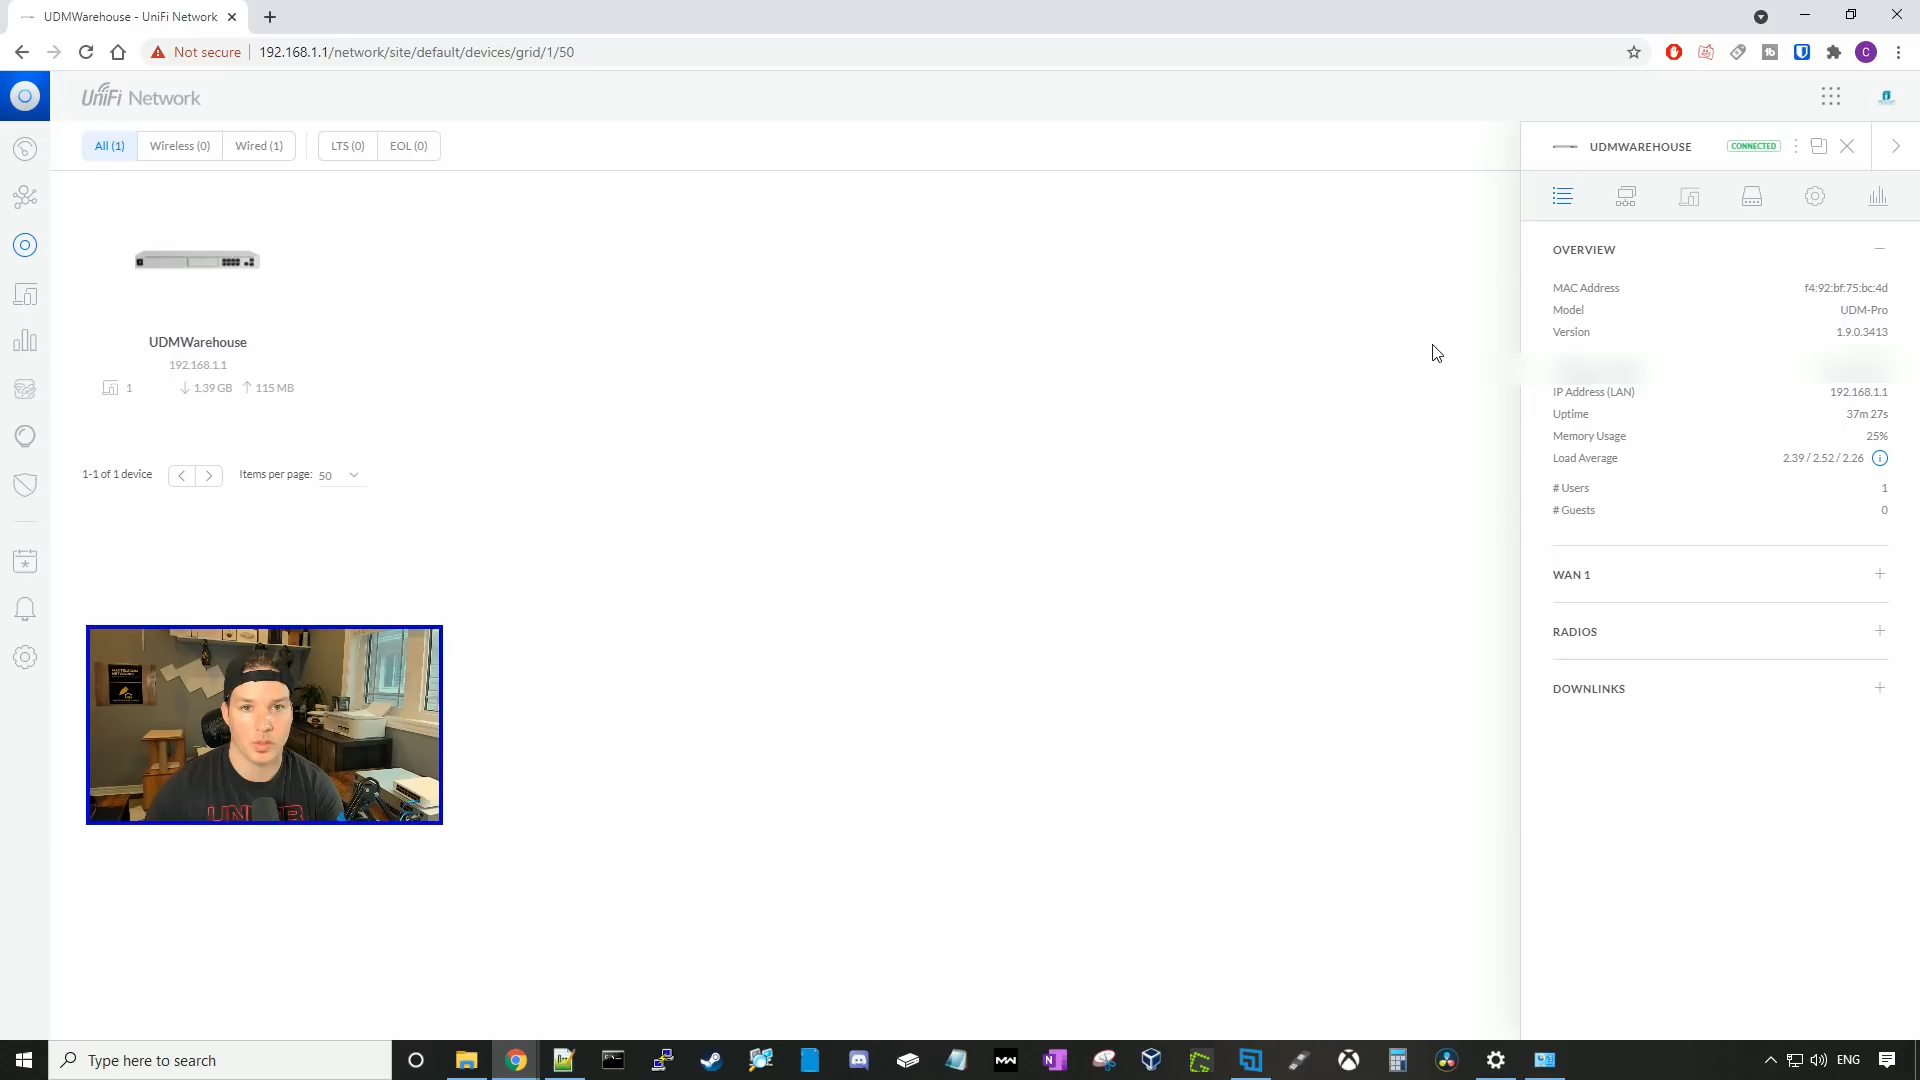 UDMWarehouse - UniFi Network
Not secure
192.168.1.1/network/site/default/devices/grid/1/50
C
UniFi Network
All (1)
Wireless (0)
Wired (1)
LTS (0)
EOL (0)
UDMWAREHOUSE
CONNECTED
OVERVIEW
MAC Address f4:92:bf:75:bc:4d
Model UDM-Pro
Version 1.9.0.3413
IP Address (LAN) 192.168.1.1
Uptime 37m 27s
Memory Usage 25%
Load Average 2.39 / 2.52 / 2.26
# Users 1
# Guests 0
WAN 1
RADIOS
DOWNLINKS
UDMWarehouse
192.168.1.1
1 1.39 GB 115 MB
1-1 of 1 device
Items per page: 50
Type here to search
ENG